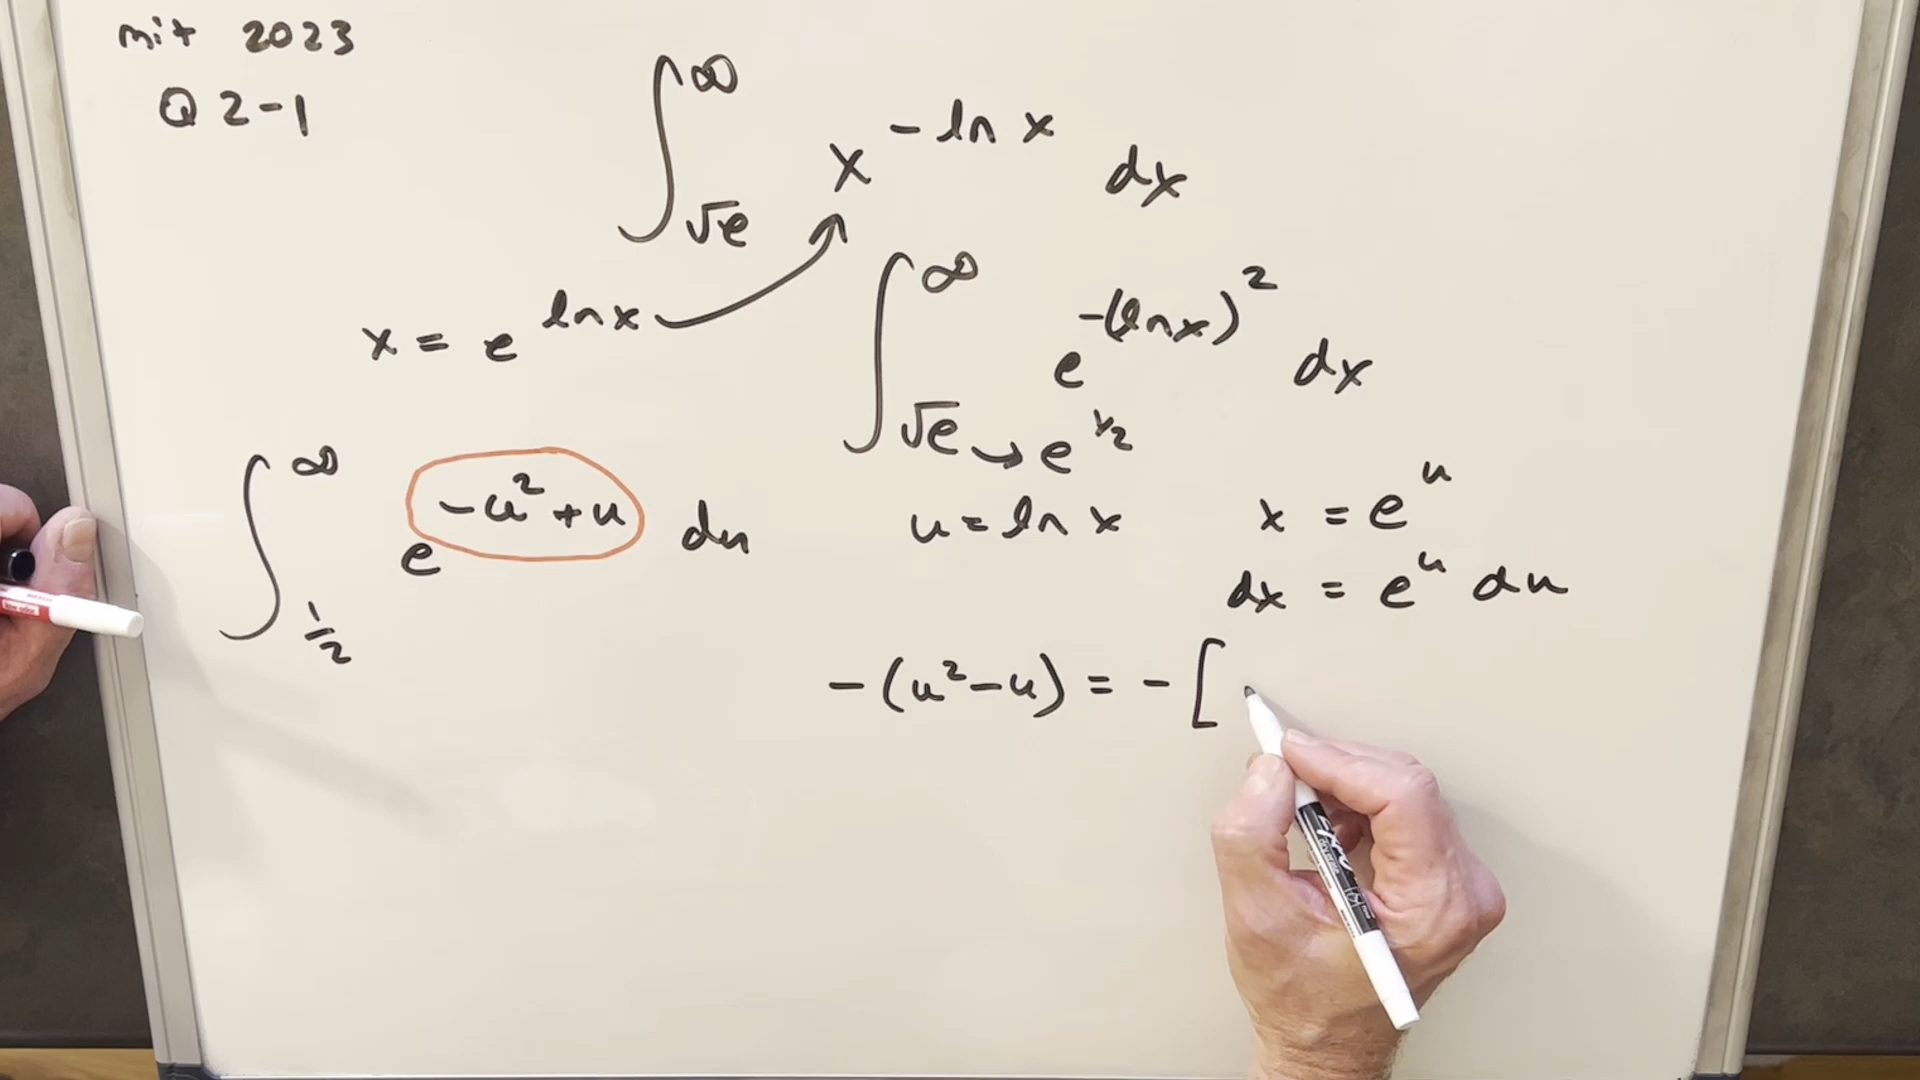 mit 2023
Q 2-1
∫_{√e}^{∞} x^{-ln x} dx
x = e^{ln x}
∫_{√e → e^{1/2}}^{∞} e^{-(ln x)^2} dx
∫_{1/2}^{∞} e^{-u^2+u} du
u = ln x
x = e^u
dx = e^u du
-(u^2-u) = -[
EXPO